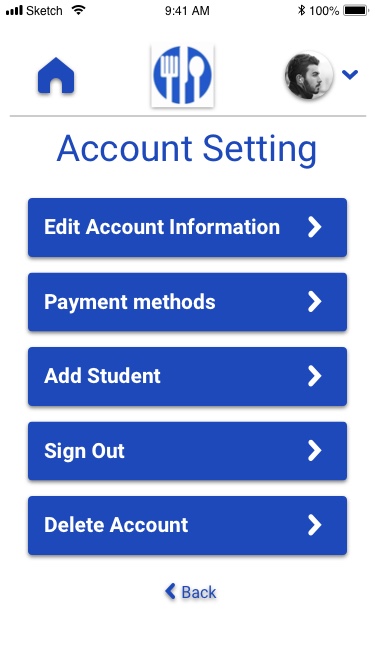 Sketch 9:41 AM 100%
Account Setting
Edit Account Information
Payment methods
Add Student
Sign Out
Delete Account
Back